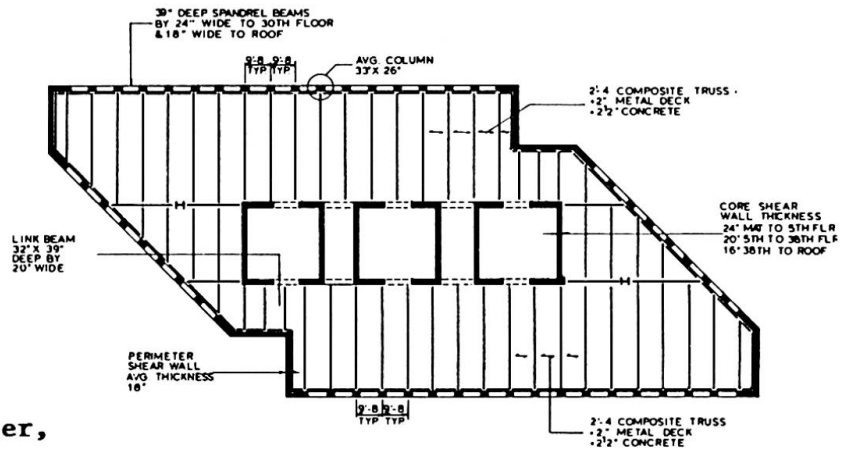 39" DEEP SPANDREL BEAMS
BY 24" WIDE TO 30TH FLOOR
& 18" WIDE TO ROOF
9'-8 9'-8
TYP TYP
AVG. COLUMN
33"X 26"
2'-4 COMPOSITE TRUSS •
•2" METAL DECK
•2½" CONCRETE
CORE SHEAR
WALL THICKNESS
24" MAT TO 5TH FLR
20" 5TH TO 38TH FLR
16" 38TH TO ROOF
LINK BEAM
32" X 39"
DEEP BY
20" WIDE
PERIMETER
SHEAR WALL
AVG THICKNESS
18"
9'-8 9'-8
TYP TYP
2'-4 COMPOSITE TRUSS
•2" METAL DECK
•2½" CONCRETE
er,